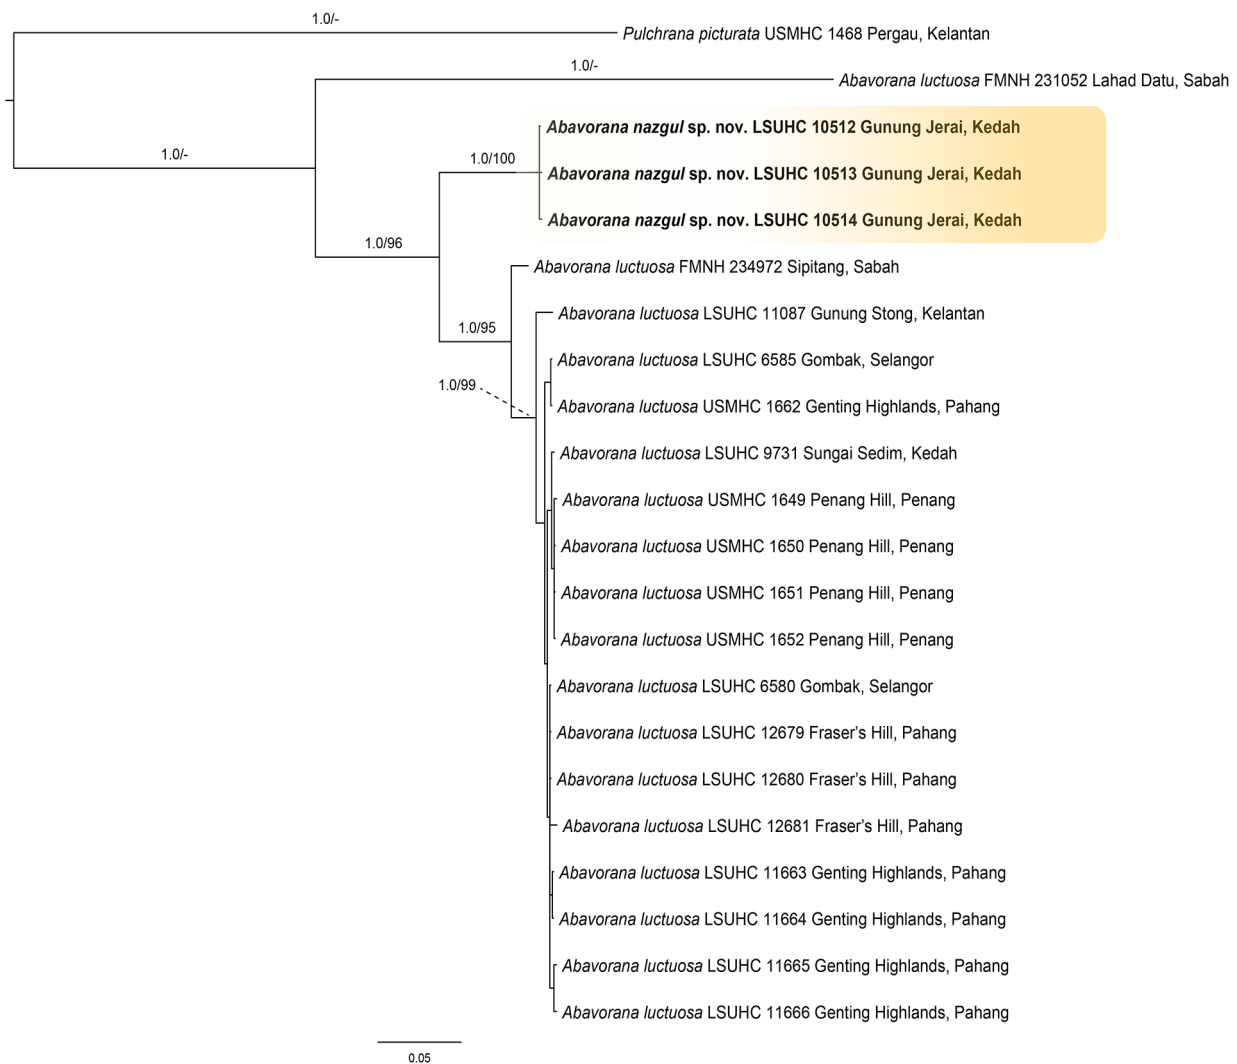 1.0/-
Pulchrana picturata USMHC 1468 Pergau, Kelantan
1.0/-
Abavorana luctuosa FMNH 231052 Lahad Datu, Sabah
Abavorana nazgul sp. nov. LSUHC 10512 Gunung Jerai, Kedah
1.0/-
1.0/100
Abavorana nazgul sp. nov. LSUHC 10513 Gunung Jerai, Kedah
Abavorana nazgul sp. nov. LSUHC 10514 Gunung Jerai, Kedah
1.0/96
Abavorana luctuosa FMNH 234972 Sipitang, Sabah
Abavorana luctuosa LSUHC 11087 Gunung Stong, Kelantan
1.0/95
Abavorana luctuosa LSUHC 6585 Gombak, Selangor
1.0/99
Abavorana luctuosa USMHC 1662 Genting Highlands, Pahang
Abavorana luctuosa LSUHC 9731 Sungai Sedim, Kedah
Abavorana luctuosa USMHC 1649 Penang Hill, Penang
Abavorana luctuosa USMHC 1650 Penang Hill, Penang
Abavorana luctuosa USMHC 1651 Penang Hill, Penang
Abavorana luctuosa USMHC 1652 Penang Hill, Penang
Abavorana luctuosa LSUHC 6580 Gombak, Selangor
Abavorana luctuosa LSUHC 12679 Fraser’s Hill, Pahang
Abavorana luctuosa LSUHC 12680 Fraser’s Hill, Pahang
Abavorana luctuosa LSUHC 12681 Fraser’s Hill, Pahang
Abavorana luctuosa LSUHC 11663 Genting Highlands, Pahang
Abavorana luctuosa LSUHC 11664 Genting Highlands, Pahang
Abavorana luctuosa LSUHC 11665 Genting Highlands, Pahang
Abavorana luctuosa LSUHC 11666 Genting Highlands, Pahang
0.05